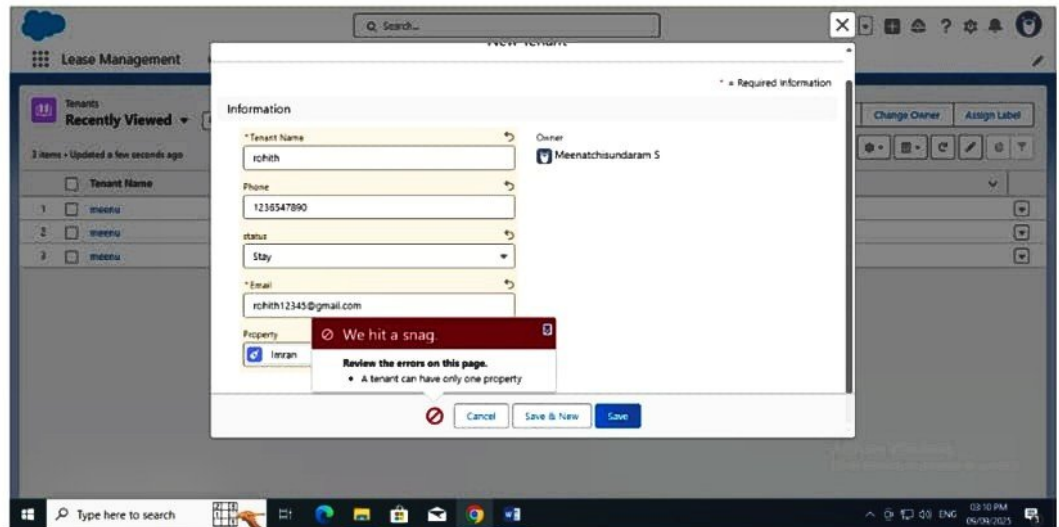 Search...
Lease Management
New Tenant
* = Required Information
Tenants
Recently Viewed
3 items • Updated a few seconds ago
Change Owner
Assign Label
Tenant Name
1 meenu
2 meenu
3 meenu
Information
*Tenant Name
rohith
Owner
Meenatchisundaram S
Phone
1236547890
status
Stay
*Email
rohith12345@gmail.com
Property
Imran
We hit a snag.
Review the errors on this page.
• A tenant can have only one property
Cancel
Save & New
Save
Type here to search
ENG
03:10 PM
09/09/2025